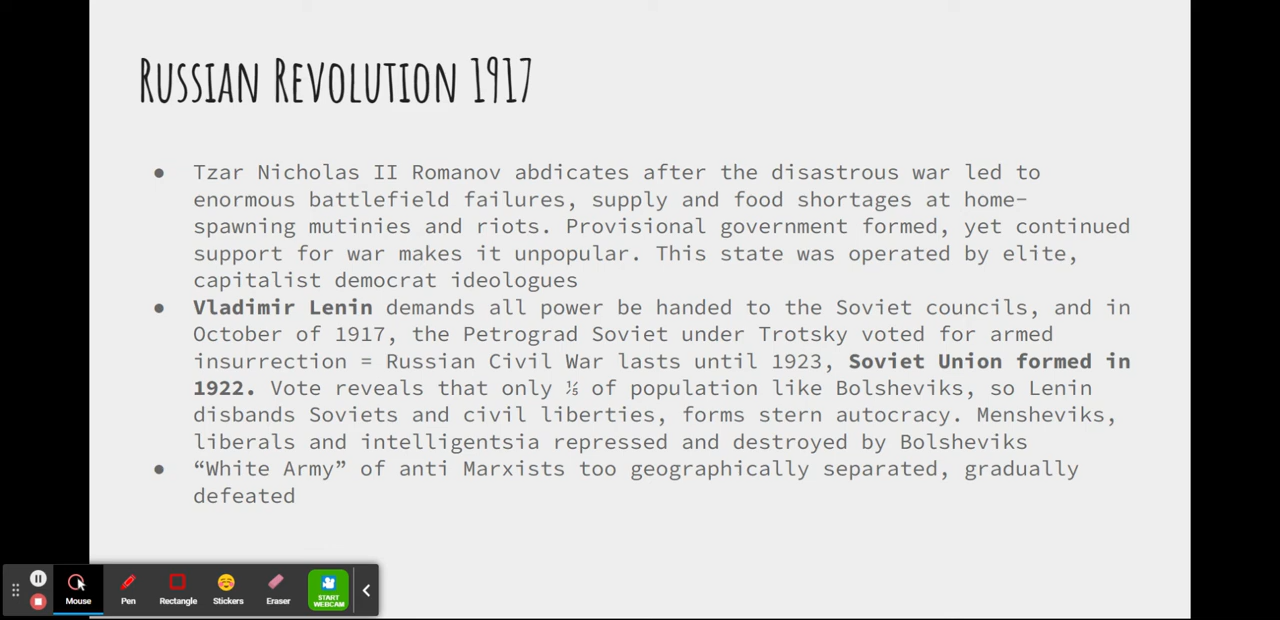 Russian Revolution 1917
● Tzar Nicholas II Romanov abdicates after the disastrous war led to
enormous battlefield failures, supply and food shortages at home-
spawning mutinies and riots. Provisional government formed, yet continued
support for war makes it unpopular. This state was operated by elite,
capitalist democrat ideologues
● Vladimir Lenin demands all power be handed to the Soviet councils, and in
October of 1917, the Petrograd Soviet under Trotsky voted for armed
insurrection = Russian Civil War lasts until 1923, Soviet Union formed in
1922. Vote reveals that only ⅕ of population like Bolsheviks, so Lenin
disbands Soviets and civil liberties, forms stern autocracy. Mensheviks,
liberals and intelligentsia repressed and destroyed by Bolsheviks
● “White Army” of anti Marxists too geographically separated, gradually
defeated
Mouse Pen Rectangle Stickers Eraser START
WEBCAM